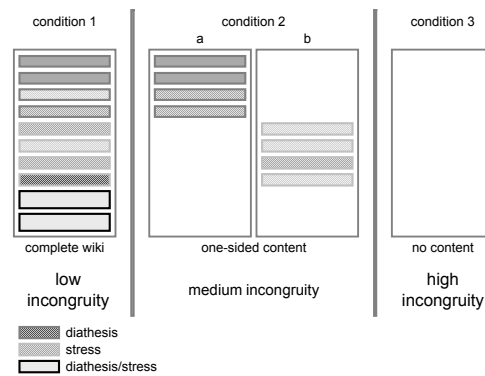 condition 1
condition 2
condition 3
a
b
complete wiki
one-sided content
no content
low
incongruity
medium incongruity
high
incongruity
diathesis
stress
diathesis/stress